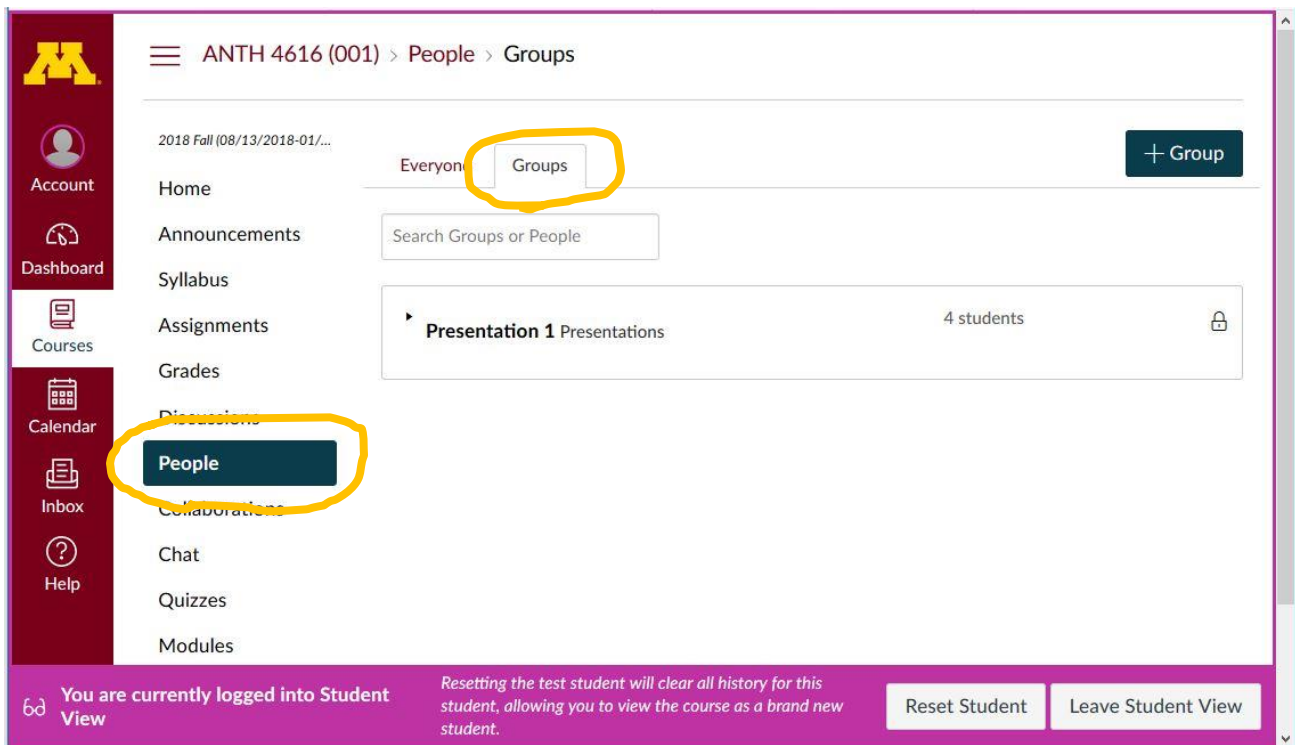 ANTH 4616 (001) > People > Groups
Account
Dashboard
Courses
Calendar
Inbox
Help
2018 Fall (08/13/2018-01/...
Home
Announcements
Syllabus
Assignments
Grades
Discussions
People
Collaborations
Chat
Quizzes
Modules
Everyone
Groups
+ Group
Search Groups or People
Presentation 1 Presentations
4 students
You are currently logged into Student
View
Resetting the test student will clear all history for this
student, allowing you to view the course as a brand new
student.
Reset Student
Leave Student View